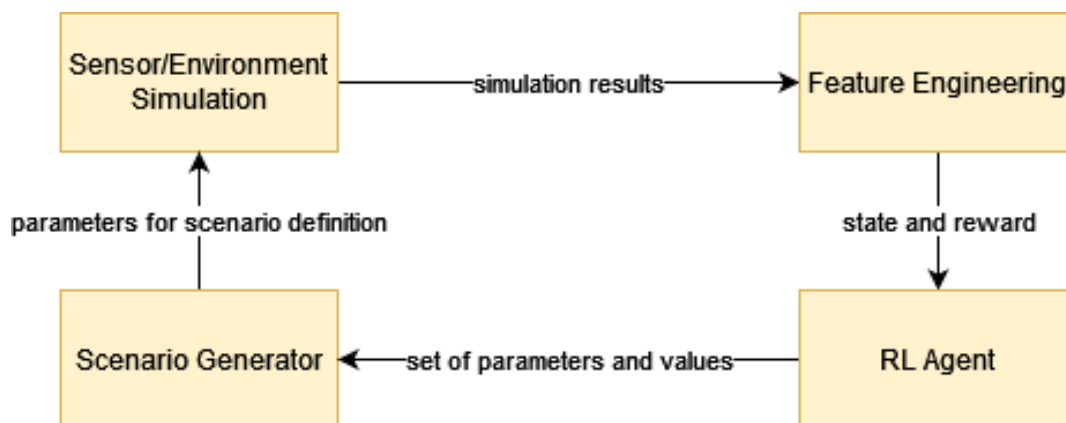 Sensor/Environment
Simulation
simulation results
Feature Engineering
parameters for scenario definition
state and reward
Scenario Generator
set of parameters and values
RL Agent